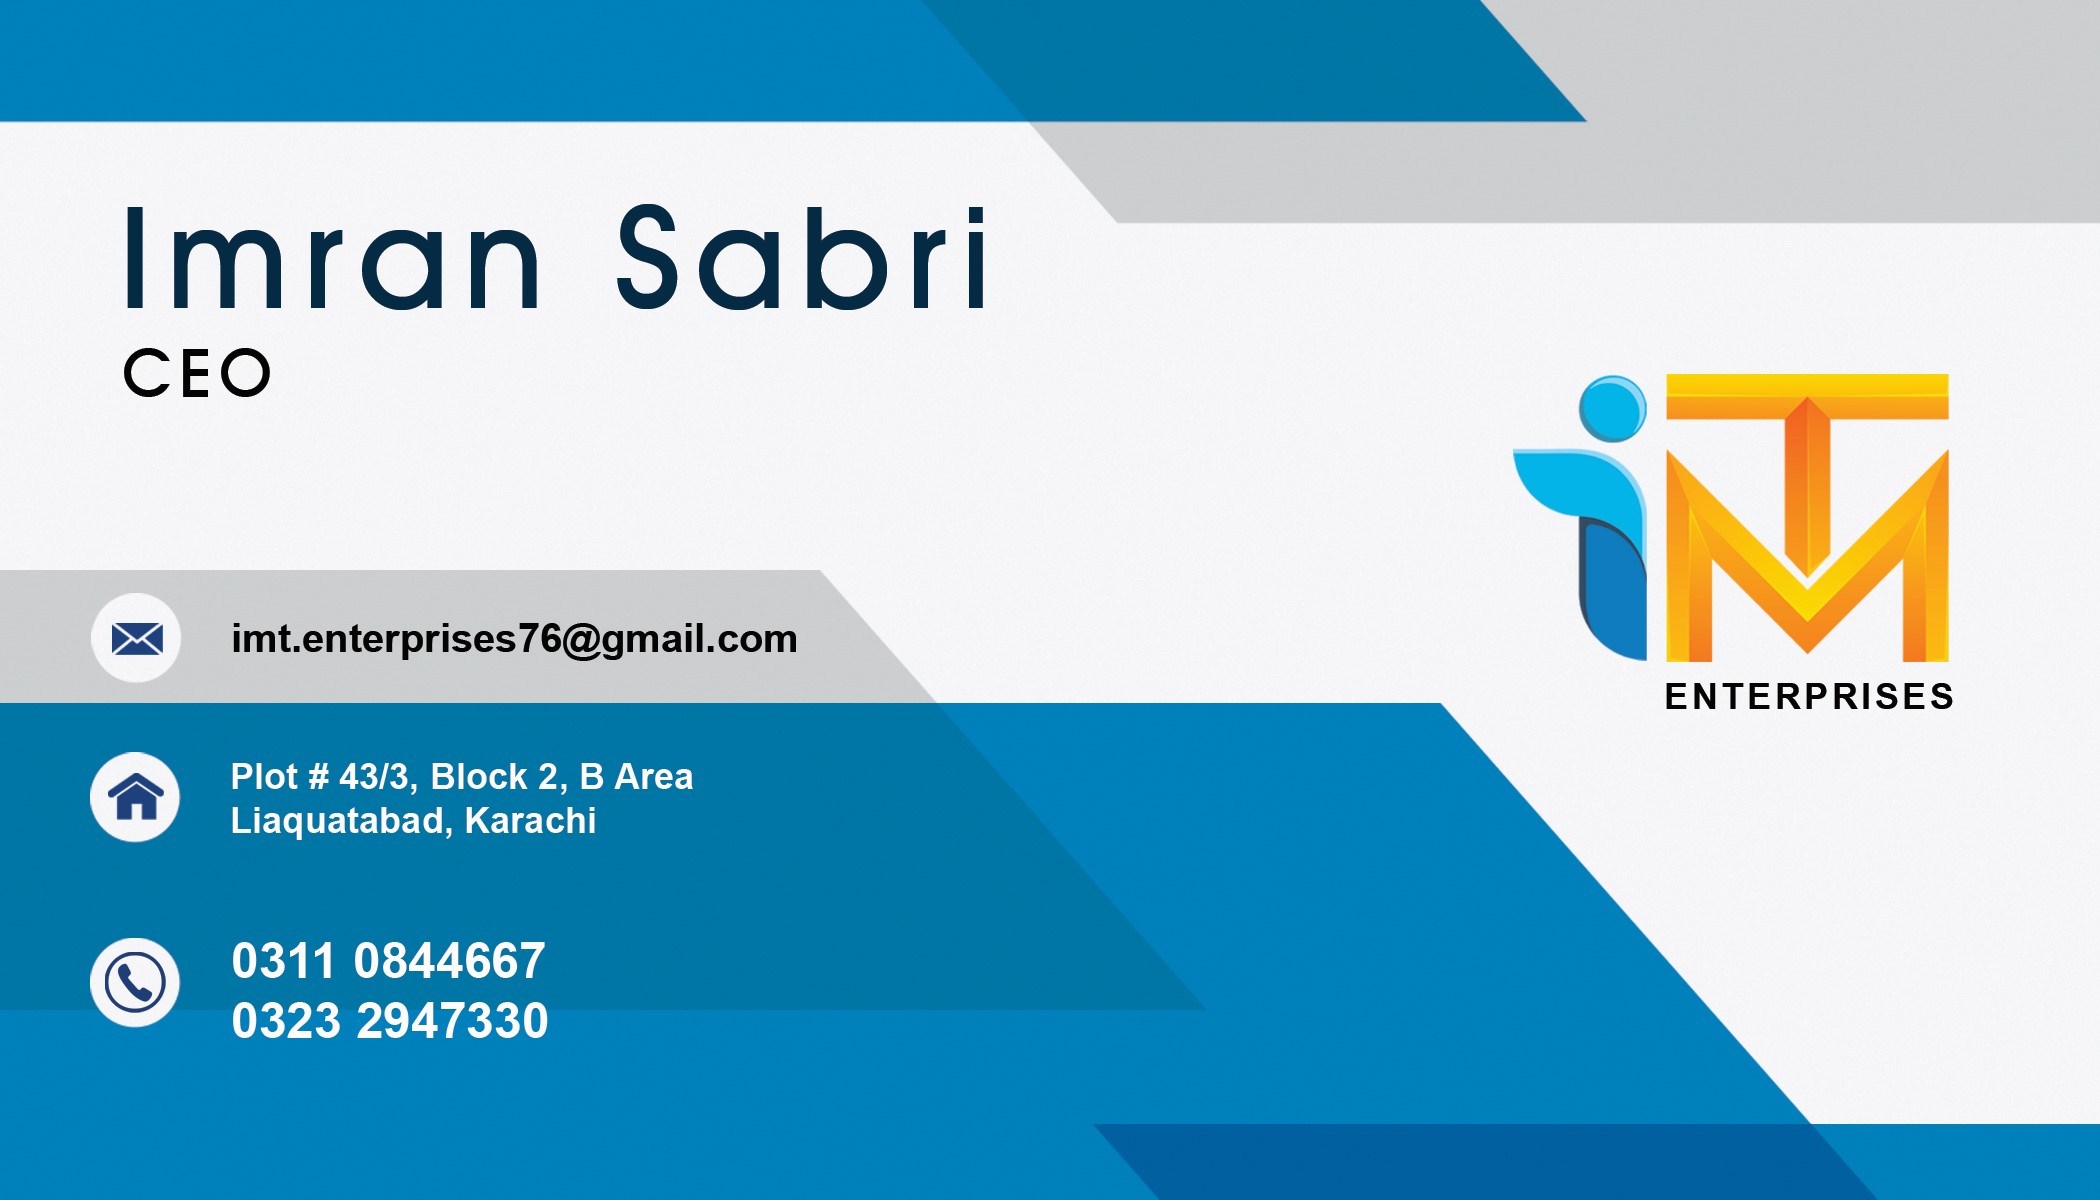 Imran Sabri
CEO
iTM
ENTERPRISES
imt.enterprises76@gmail.com
Plot # 43/3, Block 2, B Area
Liaquatabad, Karachi
0311 0844667
0323 2947330